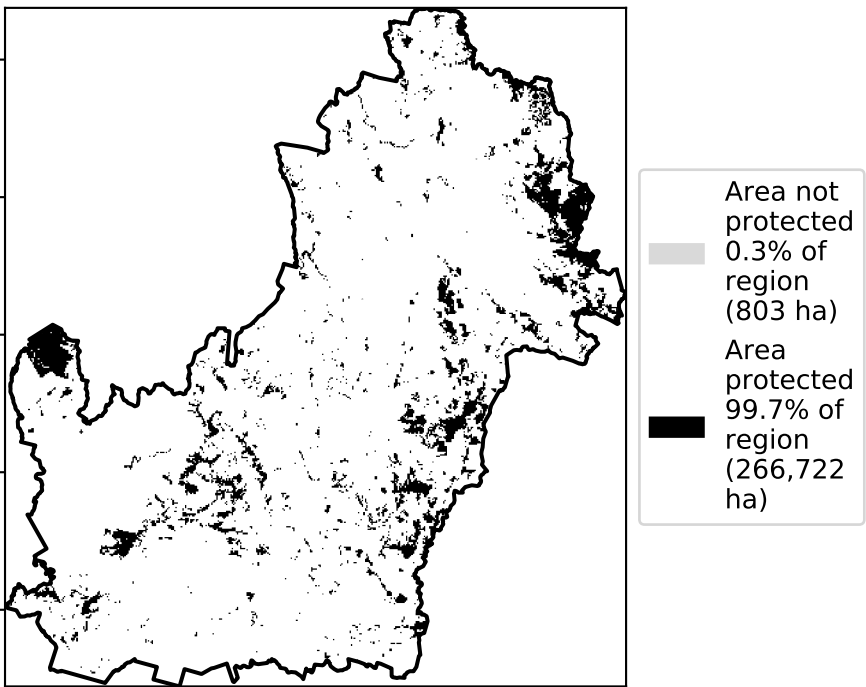 Area not
protected
0.3% of
region
(803 ha)
Area
protected
99.7% of
region
(266,722
ha)